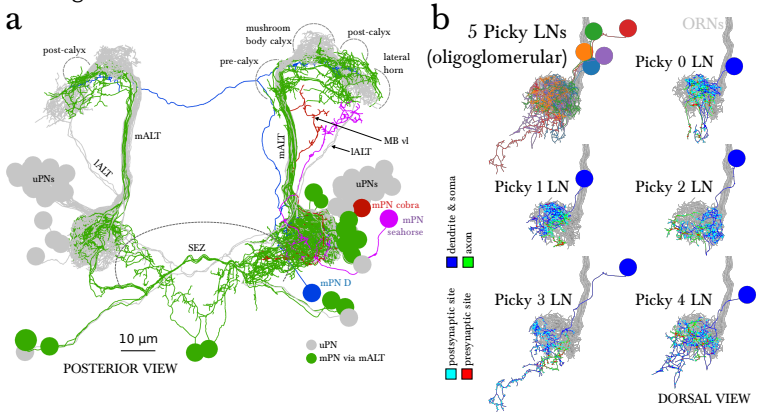 a
mushroom
body calyx
post-calyx
post-calyx
pre-calyx
lateral
horn
mALT
mALT
MB vl
lALT
lALT
uPNs
uPNs
mPN cobra
mPN
seahorse
SEZ
mPN D
10 µm
uPN
mPN via mALT
POSTERIOR VIEW
b
5 Picky LNs
(oligoglomerular)
ORNs
Picky 0 LN
Picky 1 LN
Picky 2 LN
dendrite & soma
axon
Picky 3 LN
Picky 4 LN
postsynaptic site
presynaptic site
DORSAL VIEW